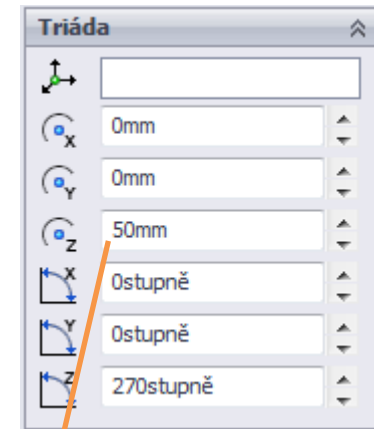 Triáda
X 0mm
Y 0mm
Z 50mm
X 0stupně
Y 0stupně
Z 270stupně